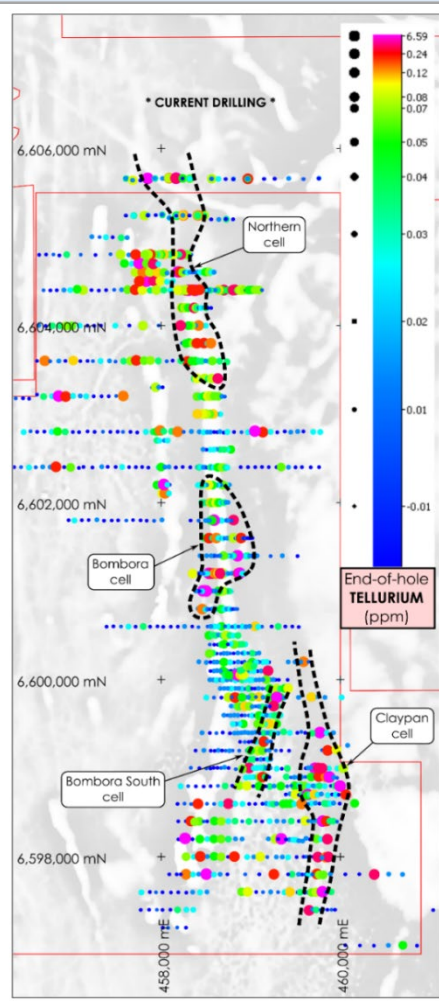 6.59
0.24
0.12
0.08
0.07
* CURRENT DRILLING *
0.05
6,606,000 mN
0.04
Northern
cell
0.03
6,604,000 mN
0.02
0.01
6,602,000 mN
-0.01
Bombora
cell
End-of-hole
TELLURIUM
(ppm)
6,600,000 mN
Claypan
cell
Bombora South
cell
6,598,000 mN
458,000 mE
460,000 mE